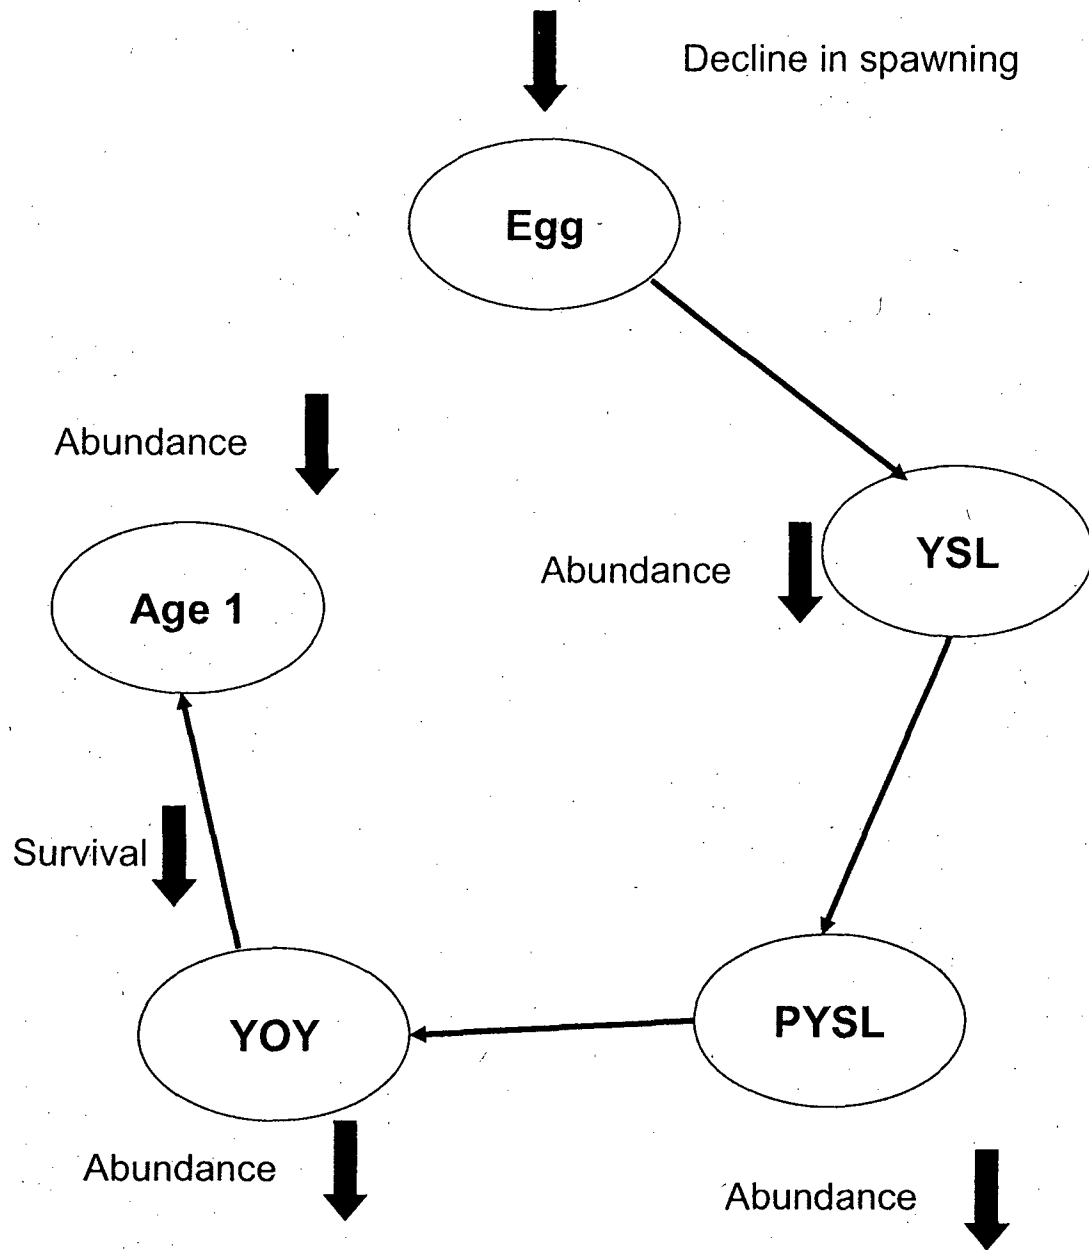 Decline in spawning
Egg
Abundance
Abundance
YSL
Age 1
Survival
YOY
PYSL
Abundance
Abundance